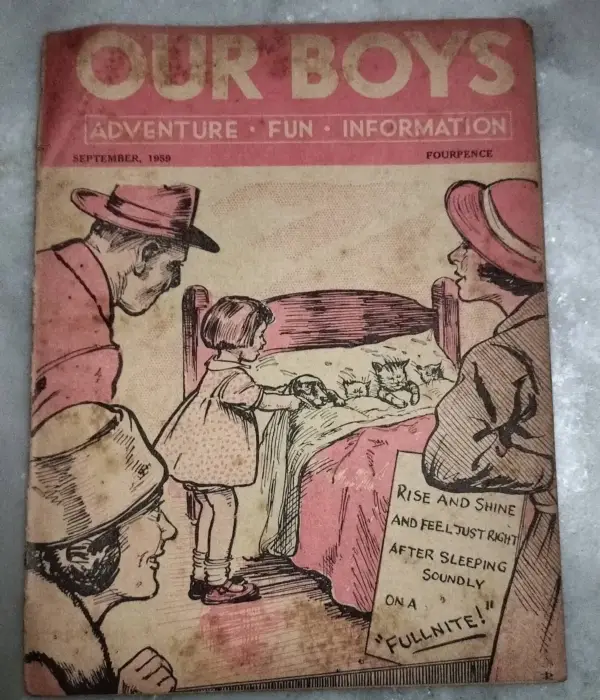 OUR BOYS
ADVENTURE · FUN · INFORMATION
SEPTEMBER, 1959 FOURPENCE
RISE AND SHINE
AND FEEL JUST RIGHT
AFTER SLEEPING
SOUNDLY
ON A
"FULLNITE!"